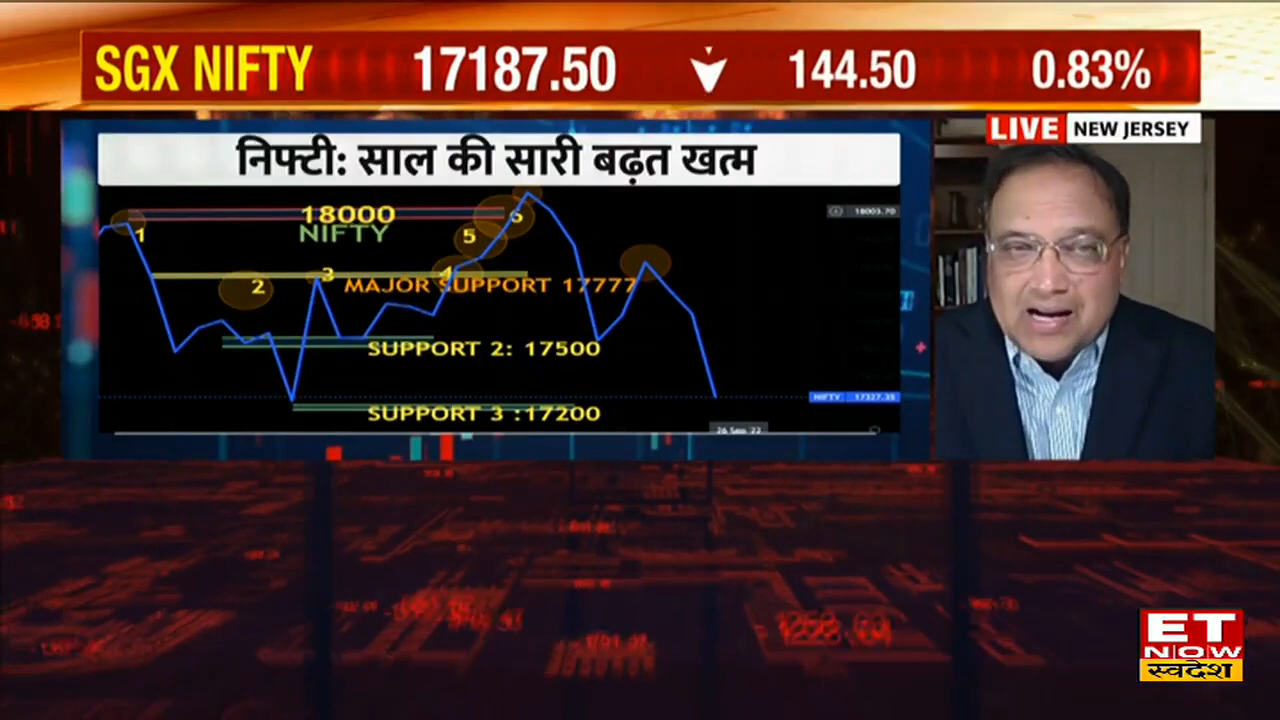 SGX NIFTY 17187.50 144.50 0.83%
LIVE NEW JERSEY
निफ्टी: साल की सारी बढ़त खत्म
18003.70
18000
NIFTY
1
2
3
4
5
6
MAJOR SUPPORT 17777
SUPPORT 2: 17500
NIFTY 17327.35
SUPPORT 3 :17200
26 Sep '22
ET
NOW
स्वदेश